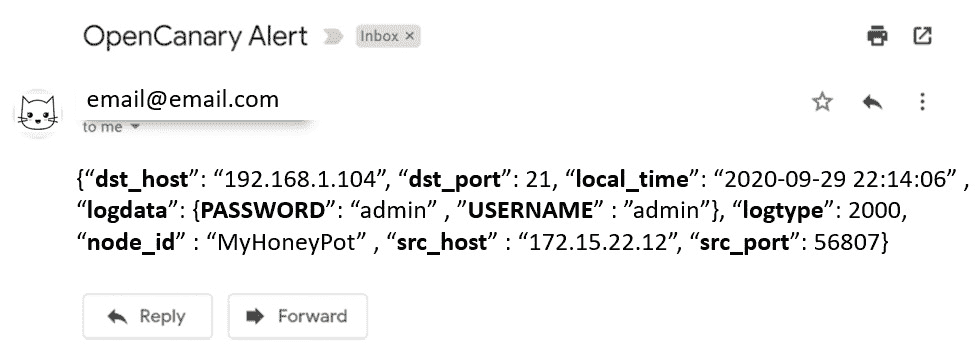 OpenCanary Alert Inbox ×
email@email.com
to me
{“dst_host”: “192.168.1.104”, “dst_port”: 21, “local_time”: “2020-09-29 22:14:06” ,
“logdata”: {PASSWORD”: “admin” , ”USERNAME” : ”admin”}, “logtype”: 2000,
“node_id” : “MyHoneyPot” , “src_host” : “172.15.22.12”, “src_port”: 56807}
Reply Forward